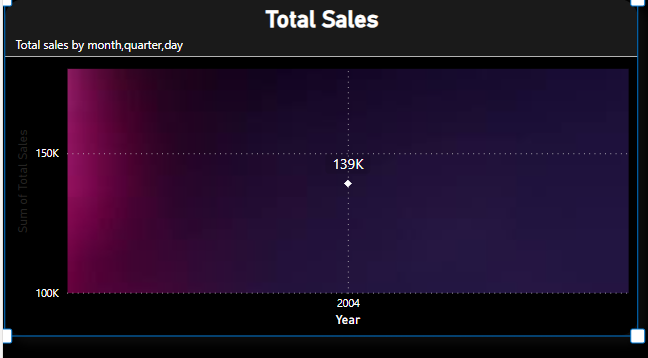 Total Sales
Total sales by month,quarter,day
Sum of Total Sales
150K
139K
100K
2004
Year